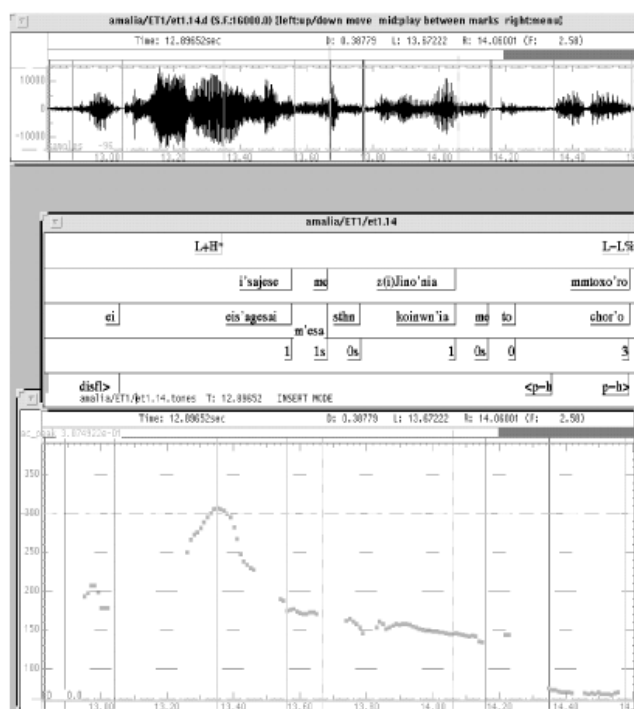 amalia/ET1/et1.d (S.F.:16000.0) {left:up/down move mid:play between marks right:menu}
Time: 12.89652sec D: 0.38779 L: 13.67222 R: 14.06001 (F: 2.58)
10000
0
-10000
13.00 13.20 13.40 13.60 13.80 14.00 14.20 14.40 14.60
amalia/ET1/et1.14
L+H* L-L%
i'sajese me z(i)Jino'nia mmtoxo'ro
ei eis'agesai m'esa sthn koinwn'ia me to chor'o
1 1s 0s 1 0s 0 3
disfl> <p-h p-h>
amalia/ET1/et1.14.tones T: 12.89652 INSERT MODE
Time: 12.89652sec D: 0.38779 L: 13.67222 R: 14.06001 (F: 2.58)
350
300
250
200
150
100
0 0.0
13.00 13.20 13.40 13.60 13.80 14.00 14.20 14.40 14.60